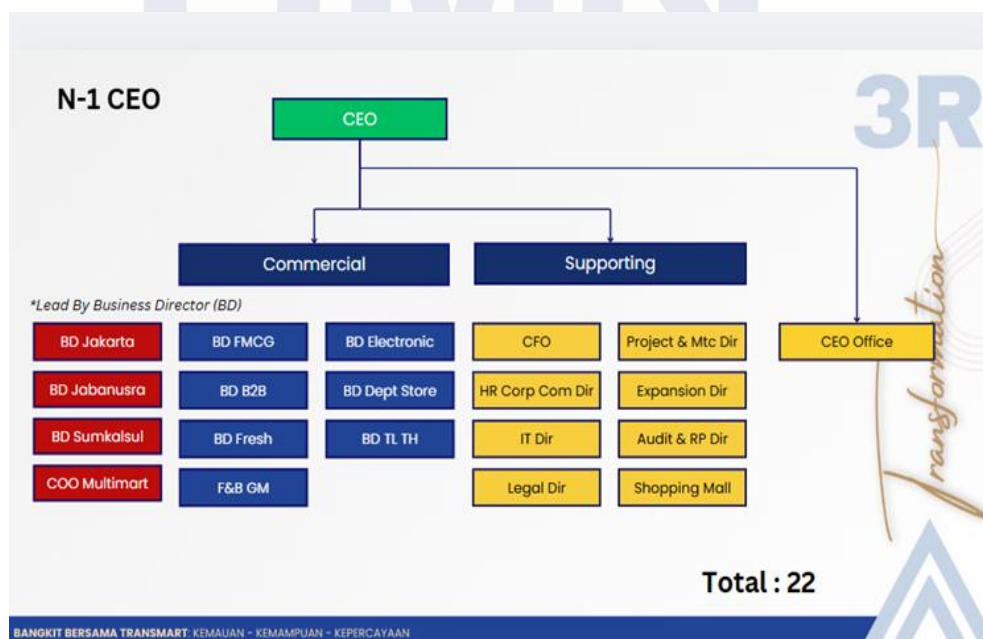 N-1 CEO
3R
CEO
Commercial
Supporting
*Lead By Business Director (BD)
BD Jakarta
BD FMCG
BD Electronic
CFO
Project & Mtc Dir
CEO Office
BD Jabanusra
BD B2B
BD Dept Store
HR Corp Com Dir
Expansion Dir
BD Sumkalsul
BD Fresh
BD TL TH
IT Dir
Audit & RP Dir
COO Multimart
F&B GM
Legal Dir
Shopping Mall
Transformation
Total : 22
BANGKIT BERSAMA TRANSMART: KEMAUAN - KEMAMPUAN - KEPERCAYAAN